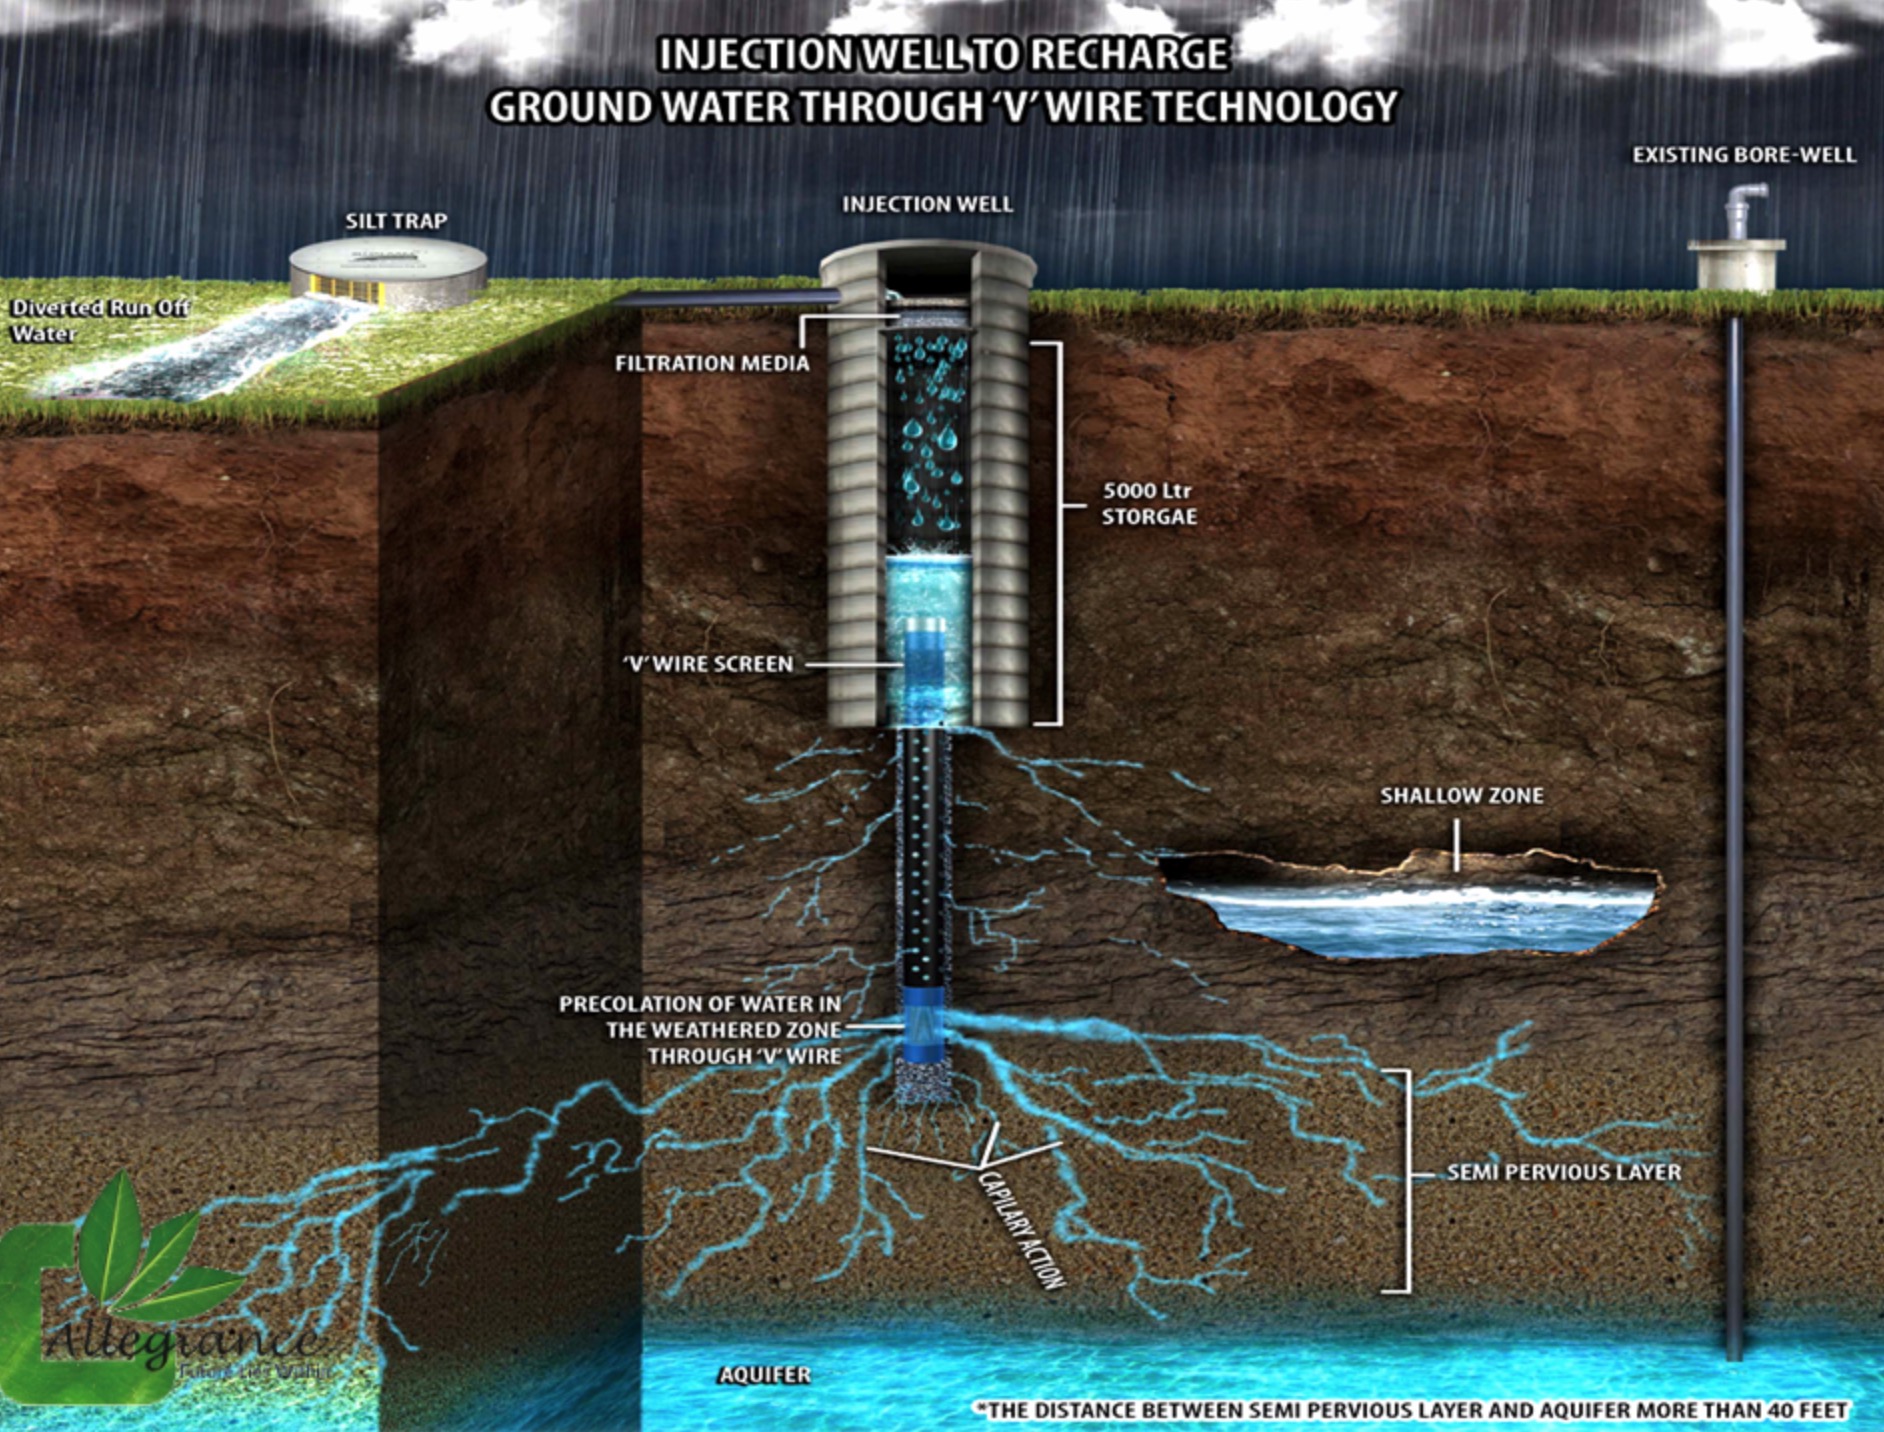 INJECTION WELL TO RECHARGE
GROUND WATER THROUGH ‘V’ WIRE TECHNOLOGY
EXISTING BORE-WELL
INJECTION WELL
SILT TRAP
Diverted Run Off
Water
FILTRATION MEDIA
5000 Ltr
STORGAE
‘V’ WIRE SCREEN
SHALLOW ZONE
PRECOLATION OF WATER IN
THE WEATHERED ZONE
THROUGH ‘V’ WIRE
SEMI PERVIOUS LAYER
CAPILARY ACTION
Allegiance
AQUIFER
*THE DISTANCE BETWEEN SEMI PERVIOUS LAYER AND AQUIFER MORE THAN 40 FEET